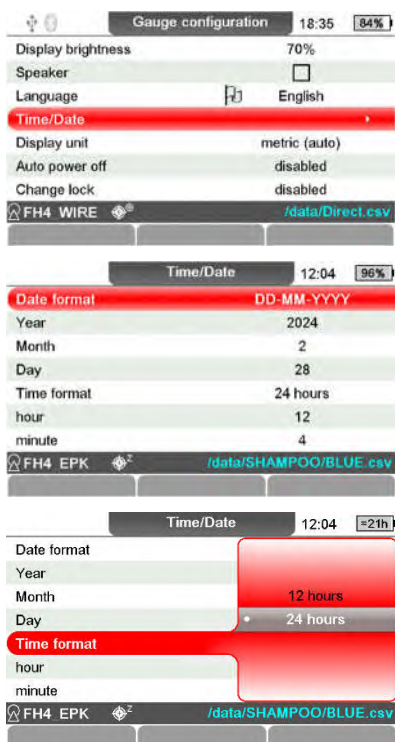 Gauge configuration 18:35 84%
Display brightness 70%
Speaker
Language English
Time/Date
Display unit metric (auto)
Auto power off disabled
Change lock disabled
FH4 WIRE /data/Direct.csv
Time/Date 12:04 96%
Date format DD-MM-YYYY
Year 2024
Month 2
Day 28
Time format 24 hours
hour 12
minute 4
FH4 EPK Z /data/SHAMPOO/BLUE.csv
Time/Date 12:04 ≈21h
Date format
Year
Month 12 hours
Day 24 hours
Time format
hour
minute
FH4 EPK Z /data/SHAMPOO/BLUE.csv